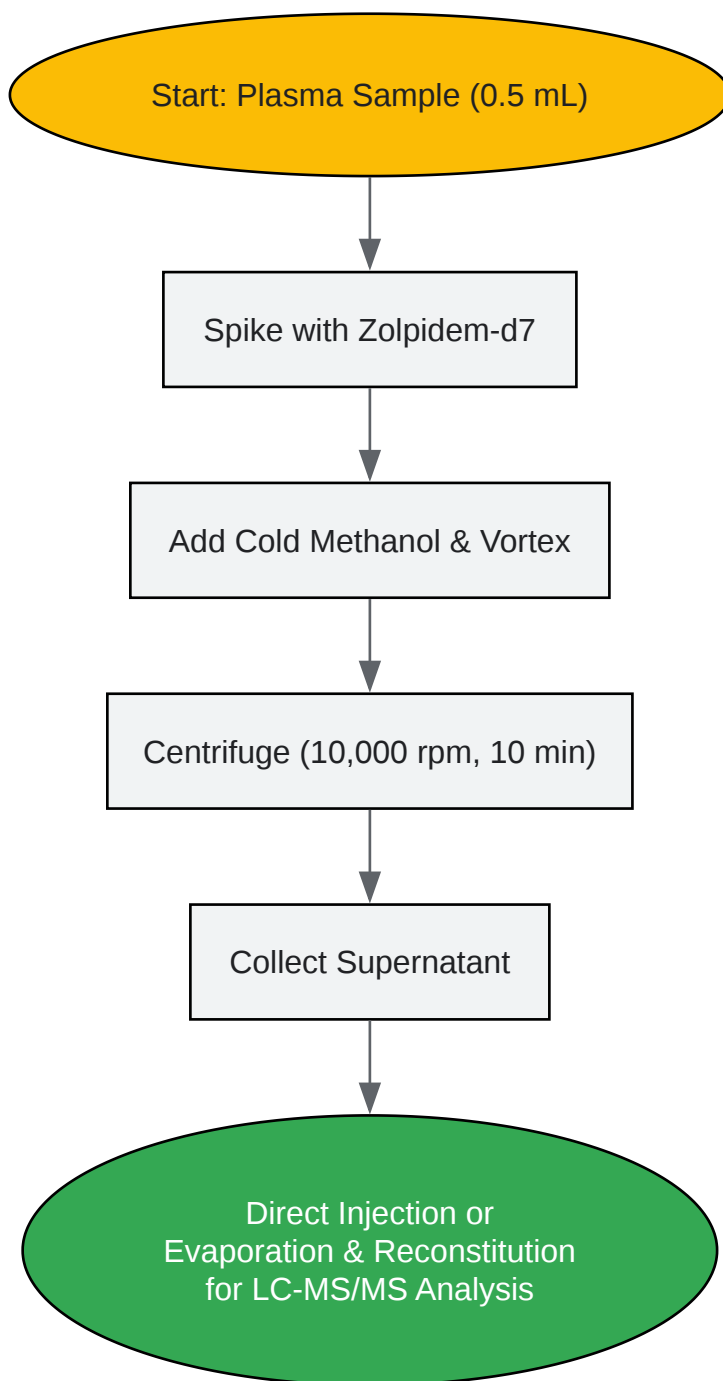 Start: Plasma Sample (0.5 mL)
Spike with Zolpidem-d7
Add Cold Methanol & Vortex
Centrifuge (10,000 rpm, 10 min)
Collect Supernatant
Direct Injection or
Evaporation & Reconstitution
for LC-MS/MS Analysis